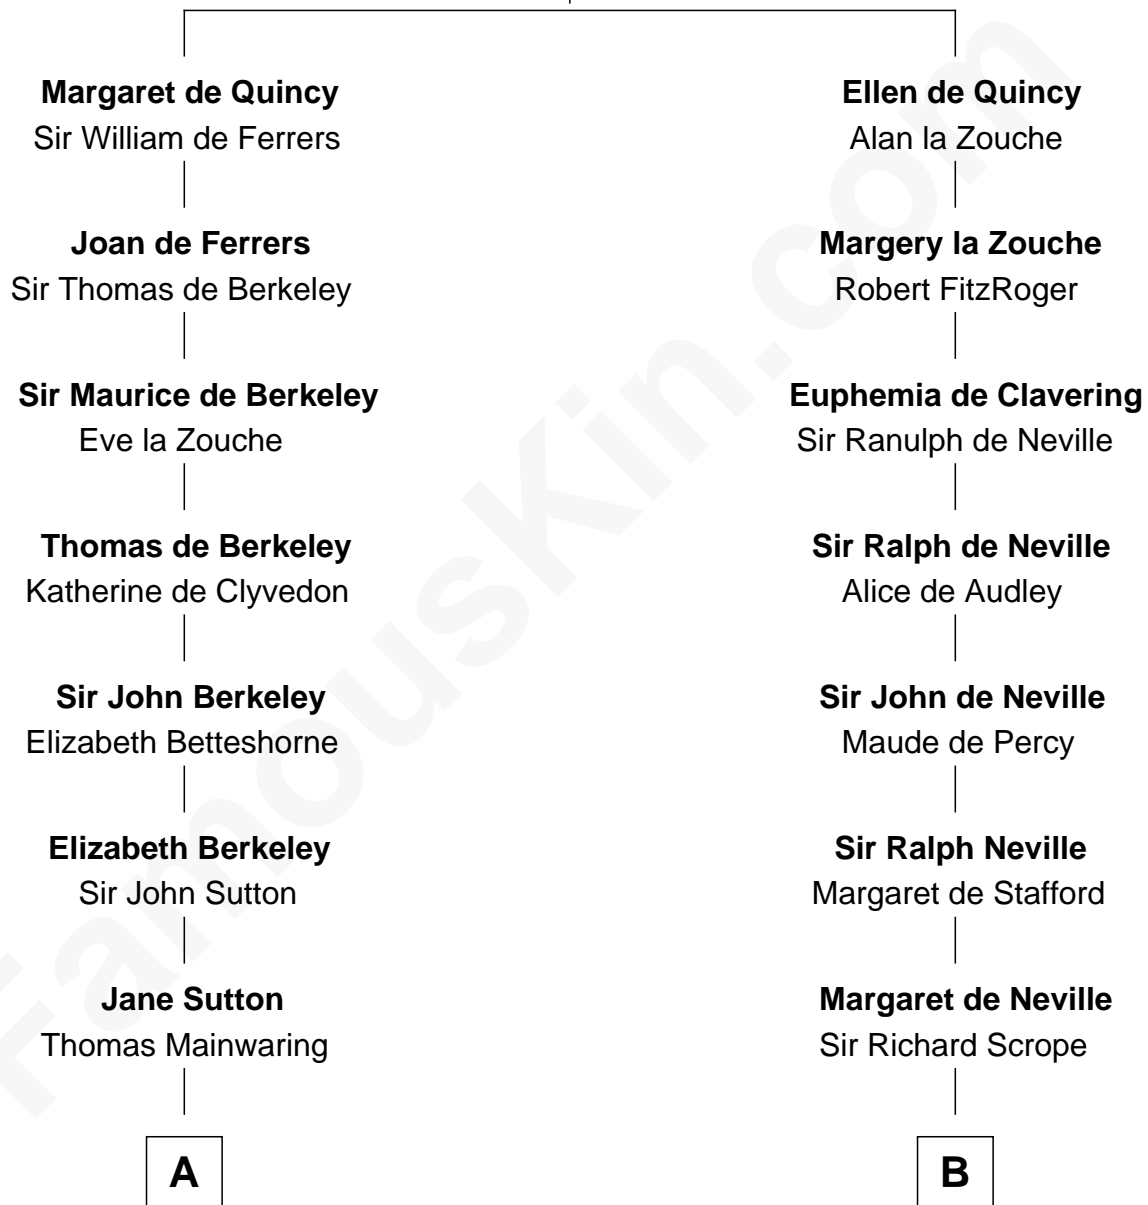 Margaret de Quincy
Sir William de Ferrers
Joan de Ferrers
Sir Thomas de Berkeley
Sir Maurice de Berkeley
Eve la Zouche
Thomas de Berkeley
Katherine de Clyvedon
Sir John Berkeley
Elizabeth Betteshorne
Elizabeth Berkeley
Sir John Sutton
Jane Sutton
Thomas Mainwaring
A
Ellen de Quincy
Alan la Zouche
Margery la Zouche
Robert FitzRoger
Euphemia de Clavering
Sir Ranulph de Neville
Sir Ralph de Neville
Alice de Audley
Sir John de Neville
Maude de Percy
Sir Ralph Neville
Margaret de Stafford
Margaret de Neville
Sir Richard Scrope
B
FamousKin.com